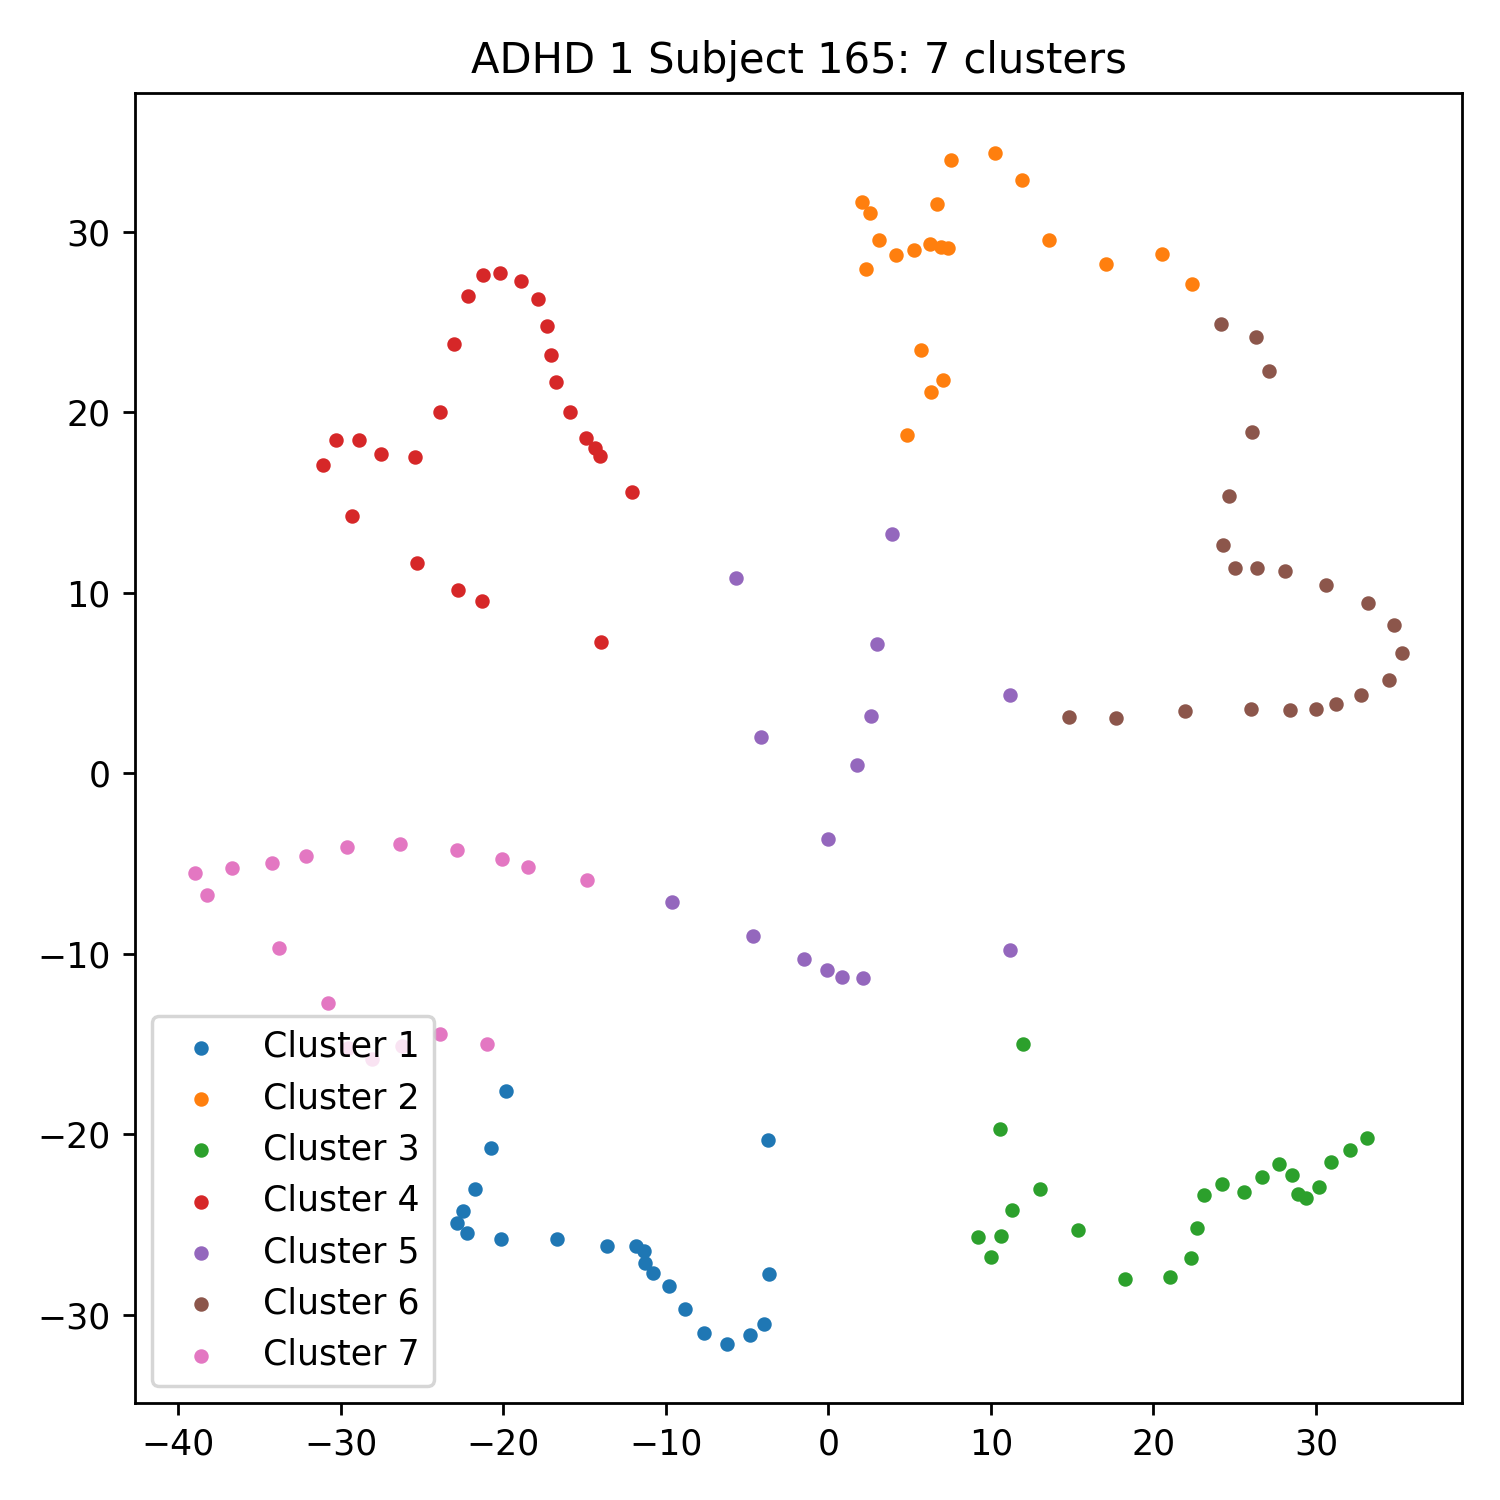 ADHD 1 Subject 165: 7 clusters
30
20
10
0
−10
−20
−30
Cluster 1
Cluster 2
Cluster 3
Cluster 4
Cluster 5
Cluster 6
Cluster 7
−40 −30 −20 −10 0 10 20 30